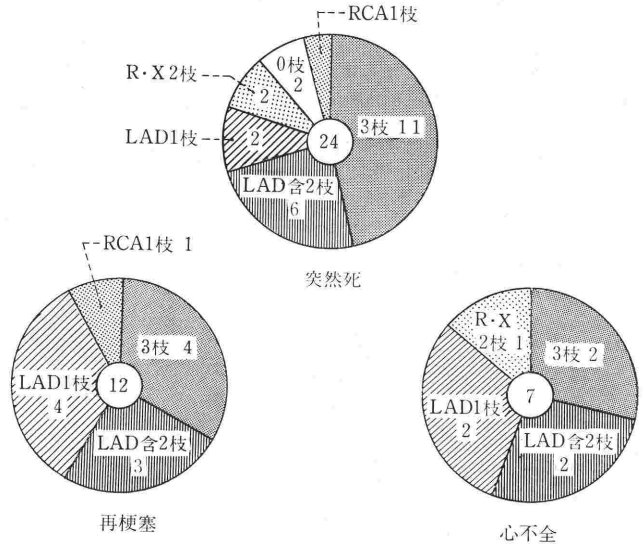 RCA1枝
0枝
2
R・X2枝
2
3枝 11
LAD1枝
2
24
LAD含2枝
6
突然死
RCA1枝 1
3枝 4
LAD1枝
4
12
LAD含2枝
3
再梗塞
R・X
2枝 1
3枝 2
LAD1枝
2
7
LAD含2枝
2
心不全